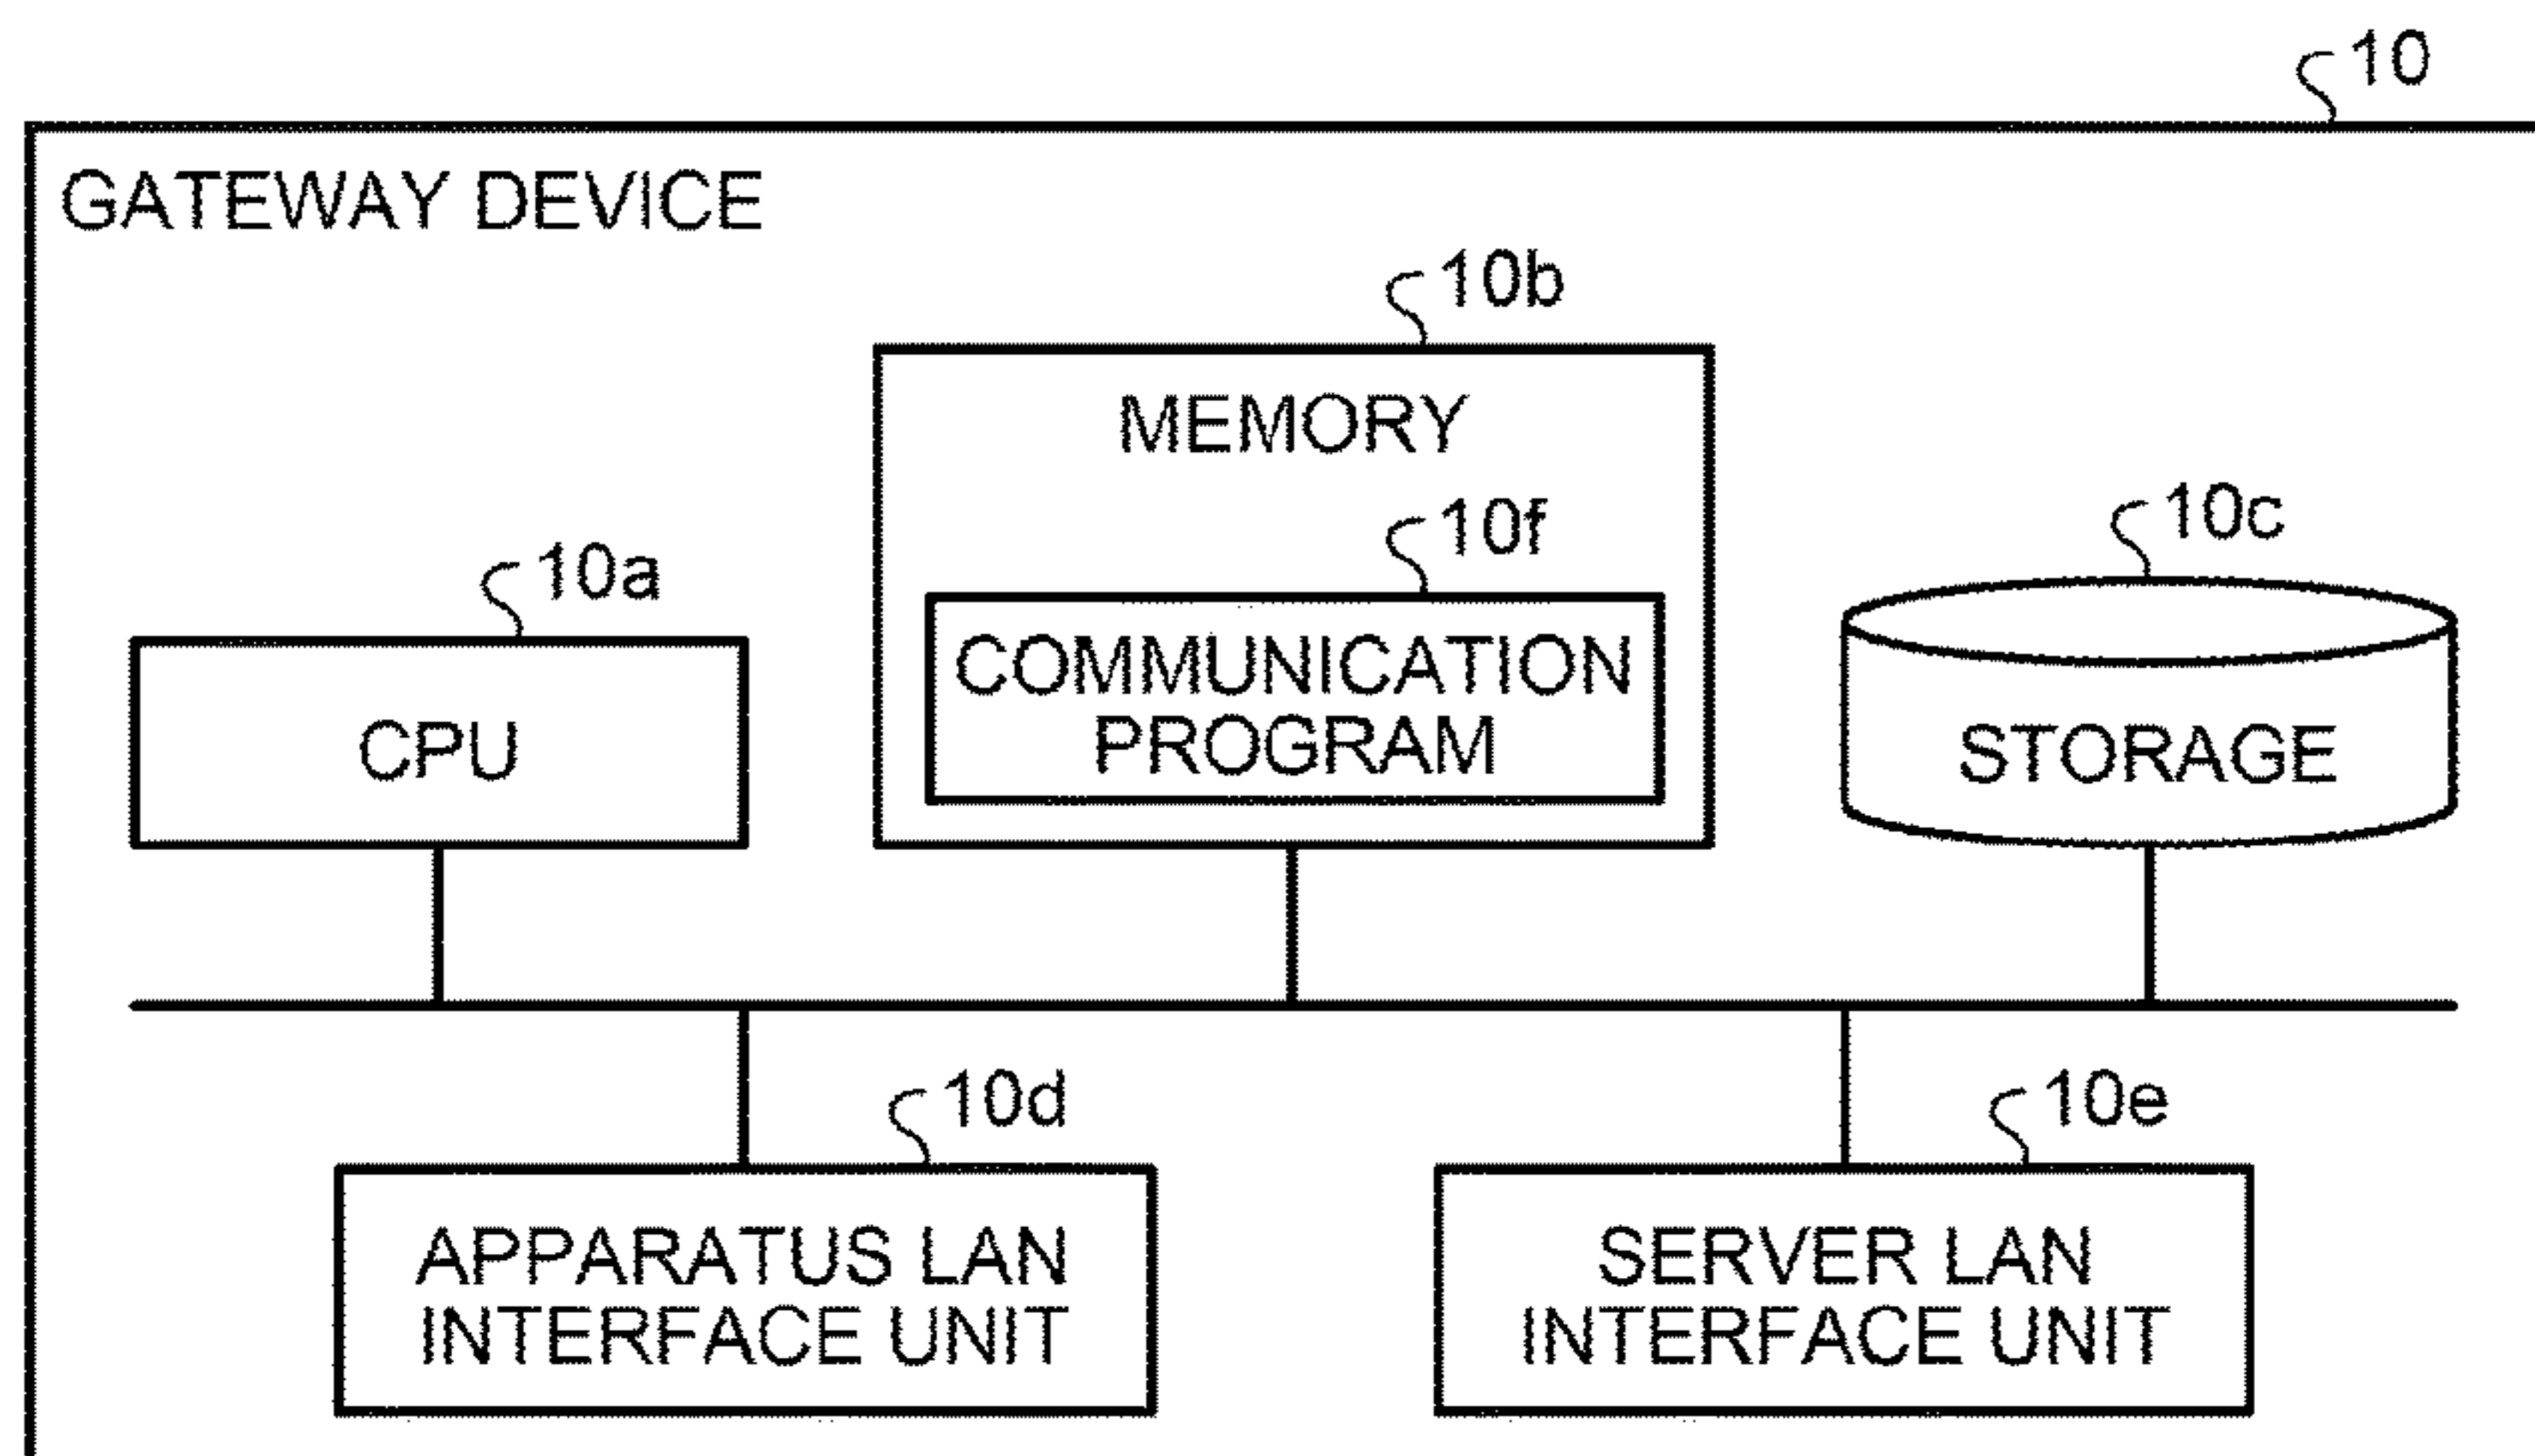 10
GATEWAY DEVICE
10b
MEMORY
10f
10c
10a
COMMUNICATION
PROGRAM
CPU
STORAGE
10d
10e
APPARATUS LAN
INTERFACE UNIT
SERVER LAN
INTERFACE UNIT